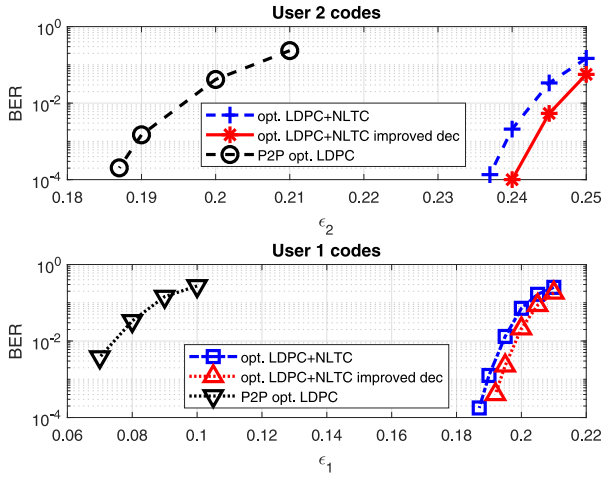 User 2 codes
10^0
10^-2
10^-4
BER
opt. LDPC+NLTC
opt. LDPC+NLTC improved dec
P2P opt. LDPC
0.18 0.19 0.2 0.21 0.22 0.23 0.24 0.25
ϵ_2
User 1 codes
10^0
10^-2
10^-4
BER
opt. LDPC+NLTC
opt. LDPC+NLTC improved dec
P2P opt. LDPC
0.06 0.08 0.1 0.12 0.14 0.16 0.18 0.2 0.22
ϵ_1